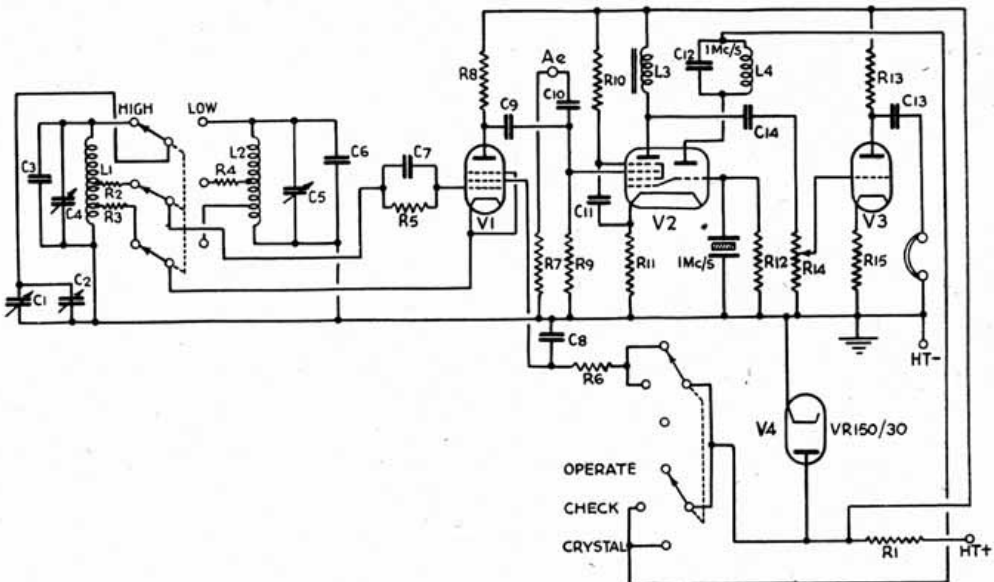 HIGH
LOW
C3
C4
L1
R2
R3
R4
L2
C5
C6
C1
C2
C7
R5
R8
C9
V1
Ae
C10
R10
L3
C12
1Mc/S
L4
C14
R13
C13
C11
V2
V3
R7
R9
R11
1Mc/S
R12
R14
R15
HT-
C8
R6
V4
VR150/30
OPERATE
CHECK
CRYSTAL
R1
HT+